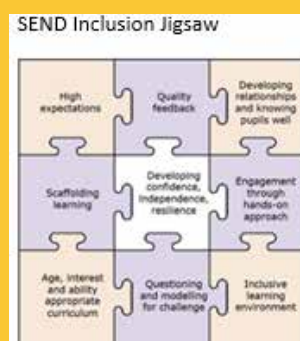 SEND Inclusion Jigsaw
High
expectations
Quality
feedback
Developing
relationships
and knowing
pupils well
Scaffolding
learning
Developing
confidence,
independence,
resilience
Engagement
through
hands-on
approach
Age, interest
and ability
appropriate
curriculum
Questioning
and modelling
for challenge
Inclusive
learning
environment